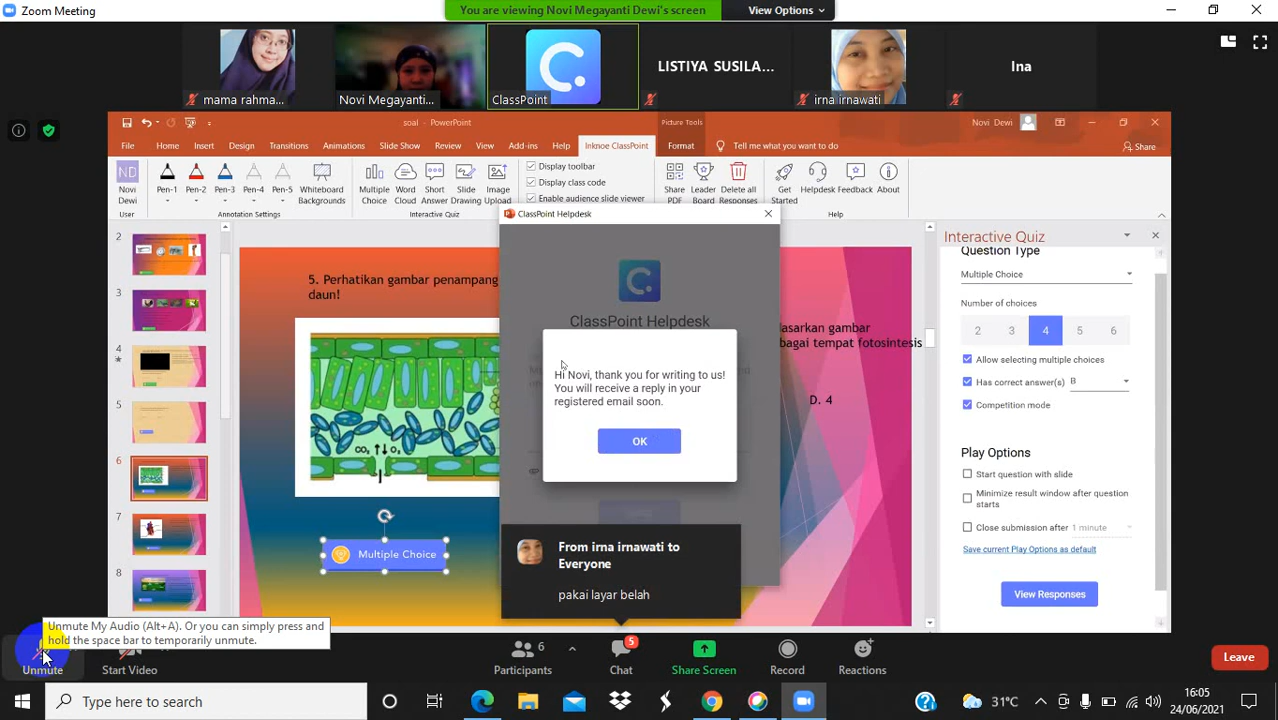 Zoom Meeting
You are viewing Novi Megayanti Dewi's screen
View Options
mama rahma...
Novi Megayanti...
ClassPoint
LISTIYA SUSILA...
irna irnawati
Ina
soal - PowerPoint
Picture Tools
Novi Dewi
File
Home
Insert
Design
Transitions
Animations
Slide Show
Review
View
Add-ins
Help
Inknoe ClassPoint
Format
Tell me what you want to do
Share
ND
Novi
Dewi
User
Pen-1
Pen-2
Pen-3
Pen-4
Pen-5
Whiteboard
Backgrounds
Annotation Settings
Multiple
Choice
Word
Cloud
Short
Answer
Slide
Drawing
Image
Upload
Interactive Quiz
Display toolbar
Display class code
Enable audience slide viewer
Share
PDF
Leader
Board
Delete all
Responses
Get
Started
Helpdesk
Feedback
About
Help
2
3
4
5
6
7
8
5. Perhatikan gambar penampang
daun!
CO₂
O₂
Multiple Choice
ClassPoint Helpdesk
ClassPoint Helpdesk
Hi Novi, thank you for writing to us!
You will receive a reply in your
registered email soon.
OK
dasarkan gambar
bagai tempat fotosintesis
D. 4
From irna irnawati to
Everyone
pakai layar belah
Interactive Quiz
Question Type
Multiple Choice
Number of choices
2 3 4 5 6
Allow selecting multiple choices
Has correct answer(s) B
Competition mode
Play Options
Start question with slide
Minimize result window after question
starts
Close submission after 1 minute
Save current Play Options as default
View Responses
Unmute My Audio (Alt+A). Or you can simply press and
hold the space bar to temporarily unmute.
Unmute
Start Video
6
Participants
5
Chat
Share Screen
Record
Reactions
Leave
Type here to search
31°C
16:05
24/06/2021